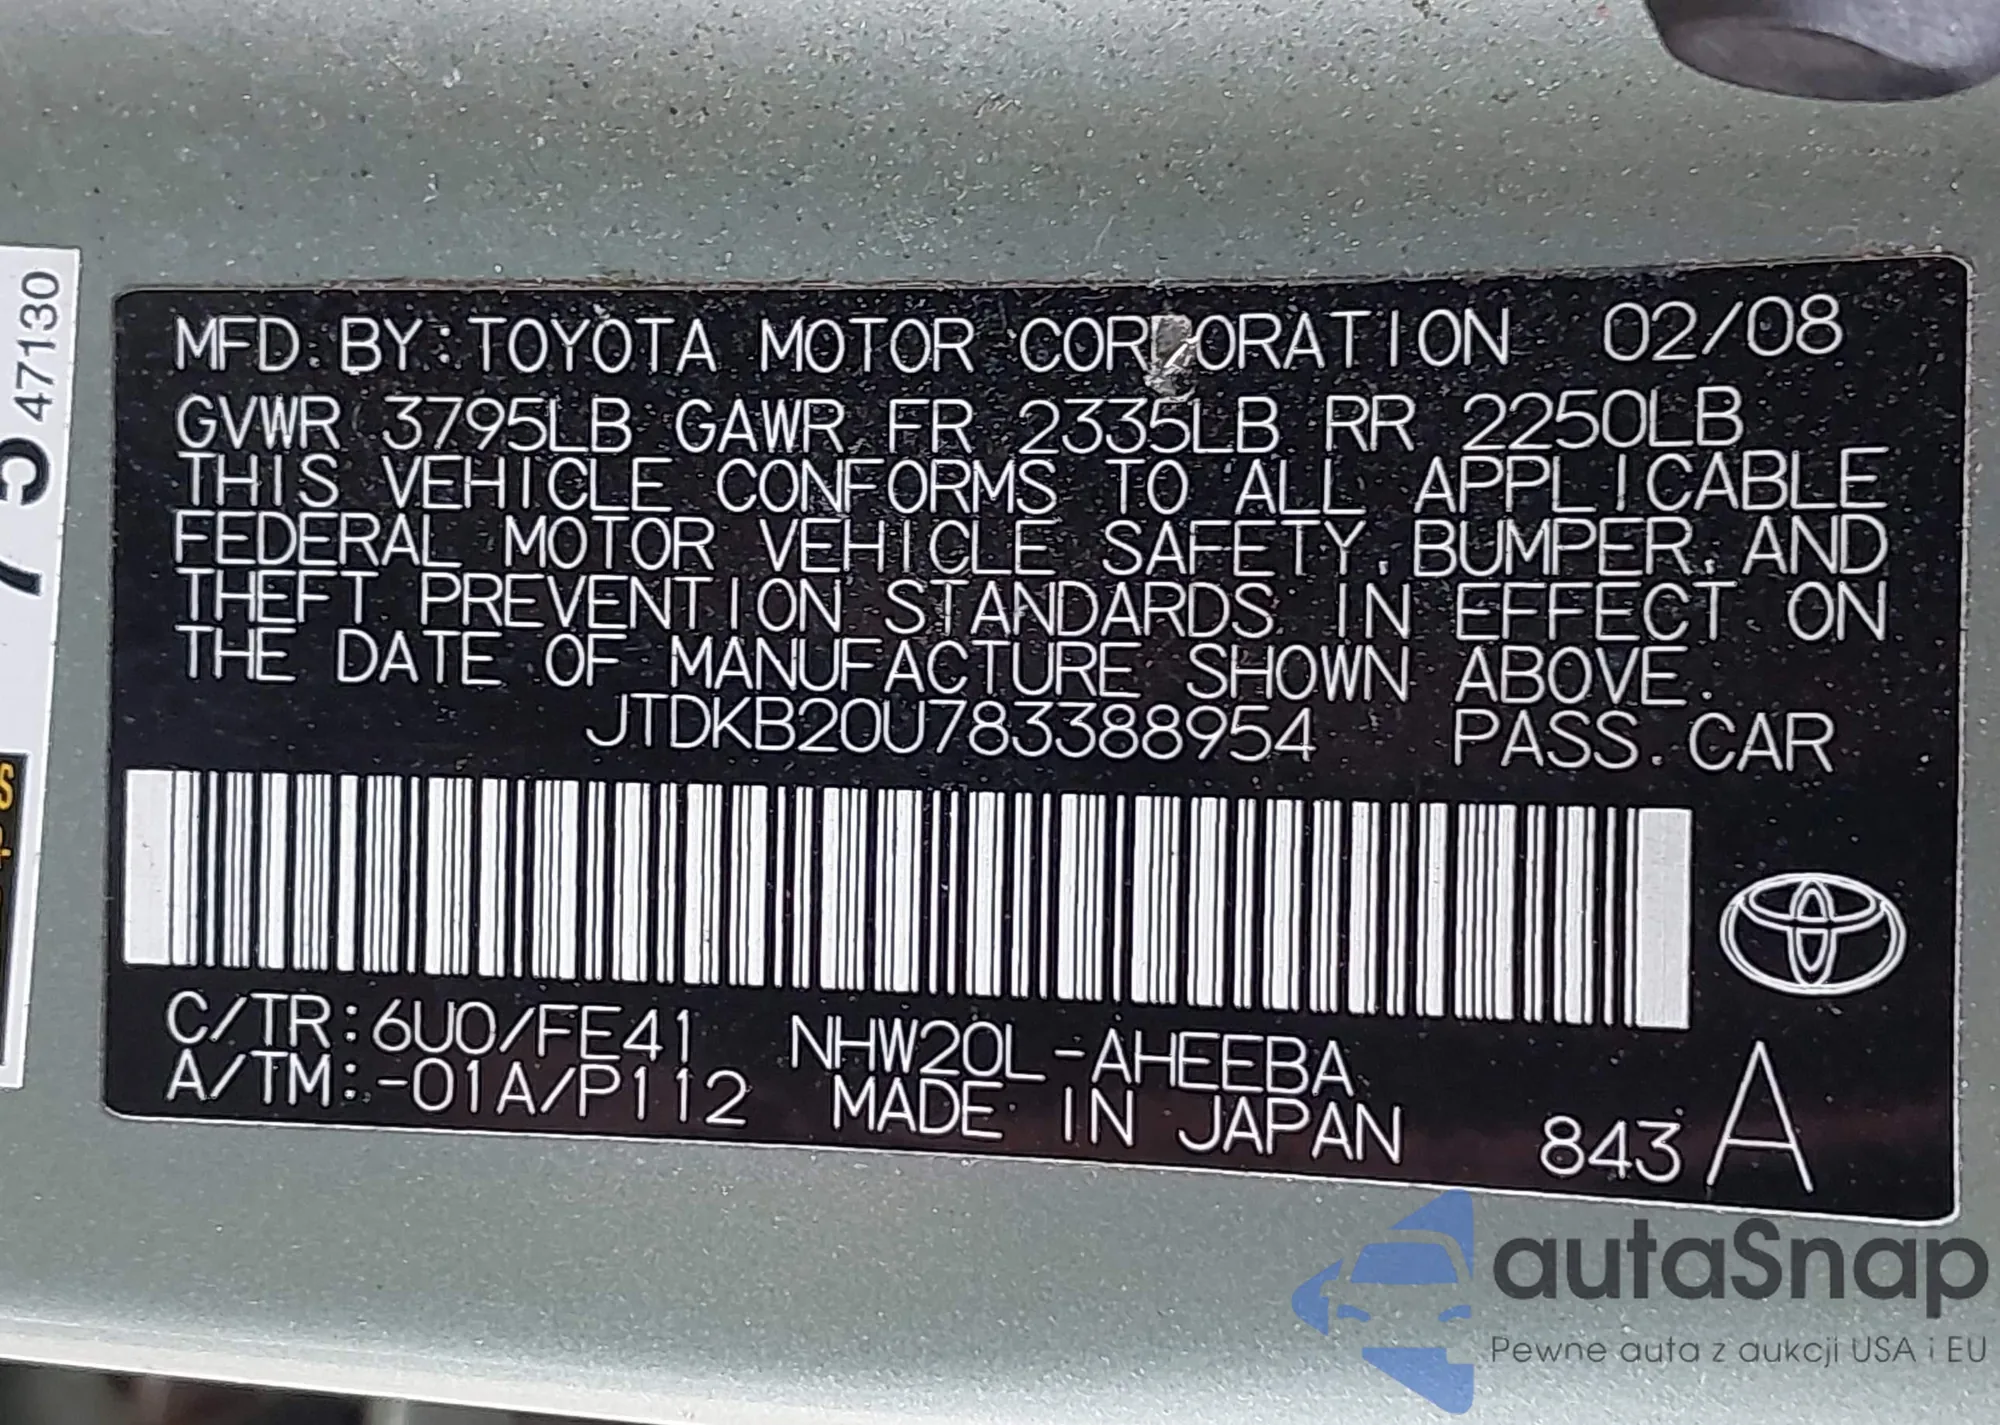 MFD. BY: TOYOTA MOTOR CORPORATION 02/08
GVWR 3795LB GAWR FR 2335LB RR 2250LB
THIS VEHICLE CONFORMS TO ALL APPLICABLE
FEDERAL MOTOR VEHICLE SAFETY, BUMPER, AND
THEFT PREVENTION STANDARDS IN EFFECT ON
THE DATE OF MANUFACTURE SHOWN ABOVE.
JTDKB20U783388954 PASS. CAR
C/TR: 6U0/FE41 NHW20L-AHEEBA
A/TM: -01A/P112 MADE IN JAPAN 843 A
47130
75
autaSnap
Pewne auta z aukcji USA i EU